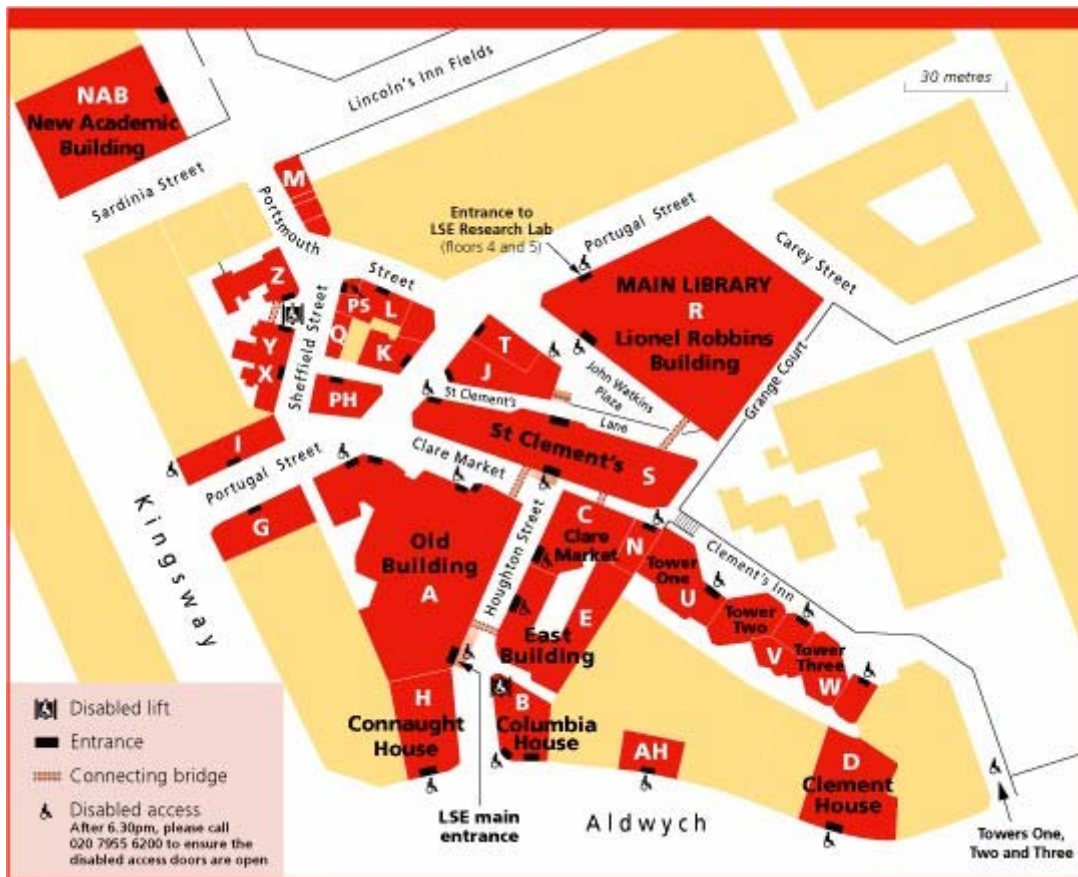 NAB
New Academic
Building
Lincoln's Inn Fields
30 metres
Sardinia Street
M
Portsmouth
Street
Entrance to
LSE Research Lab
(floors 4 and 5)
Portugal Street
Carey Street
Z
PS
L
Q
K
Y
X
Sheffield Street
PH
MAIN LIBRARY
R
Lionel Robbins
Building
T
J
John Watkins
Plaza
Grange Court
St Clement's
Lane
St Clement's
S
I
Portugal Street
Clare Market
Kingsway
G
Old
Building
A
Houghton Street
C
Clare
Market
N
E
East
Building
Clement's Inn
Tower
One
U
Tower
Two
V
Tower
Three
W
H
Connaught
House
B
Columbia
House
AH
D
Clement
House
LSE main
entrance
Aldwych
Towers One,
Two and Three
Disabled lift
Entrance
Connecting bridge
Disabled access
After 6.30pm, please call
020 7955 6200 to ensure the
disabled access doors are open